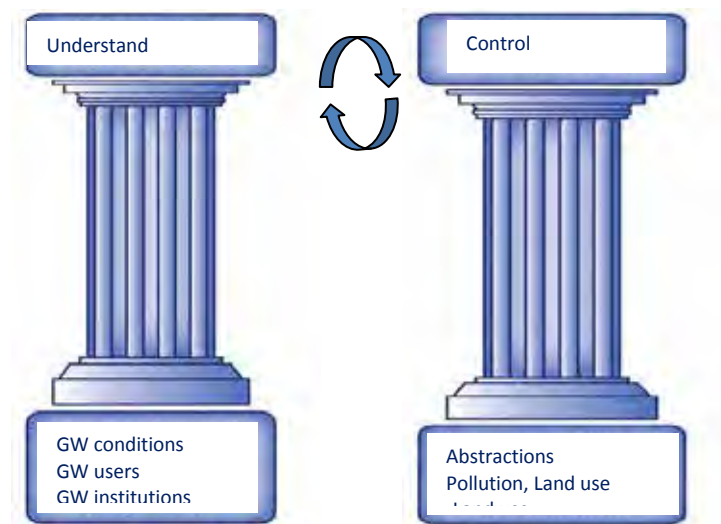 Understand
Control
GW conditions
GW users
GW institutions
Abstractions
Pollution, Land use